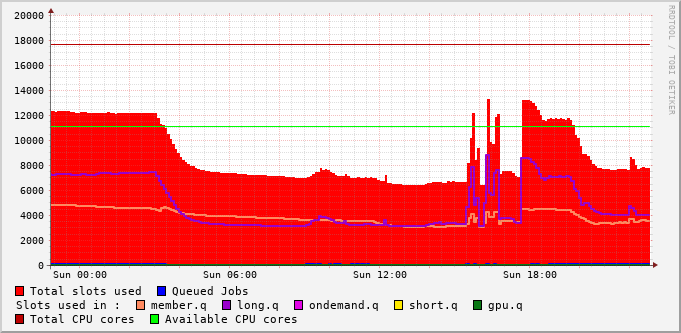 20000
18000
16000
14000
12000
10000
8000
6000
4000
2000
0
Sun 00:00 Sun 06:00 Sun 12:00 Sun 18:00
RRDTOOL / TOBI OETIKER
Total slots used Queued Jobs
Slots used in : member.q long.q ondemand.q short.q gpu.q
Total CPU cores Available CPU cores